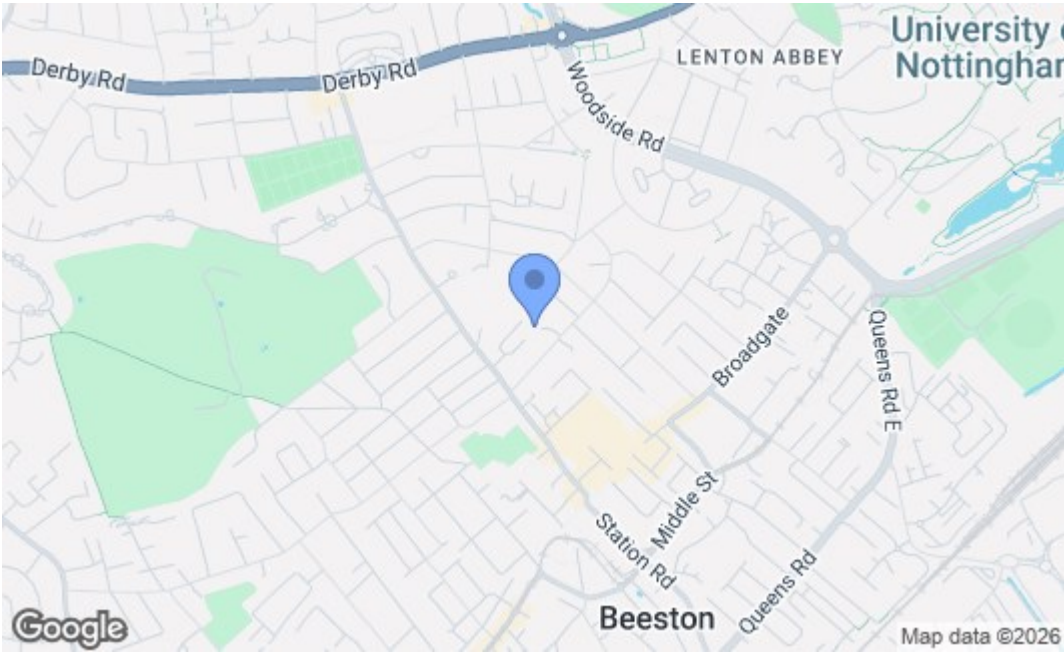 University o
Nottingham
LENTON ABBEY
Derby Rd
Derby Rd
Woodside Rd
Broadgate
Queens Rd E
Middle St
Station Rd
Queens Rd
Beeston
Google
Map data ©2026